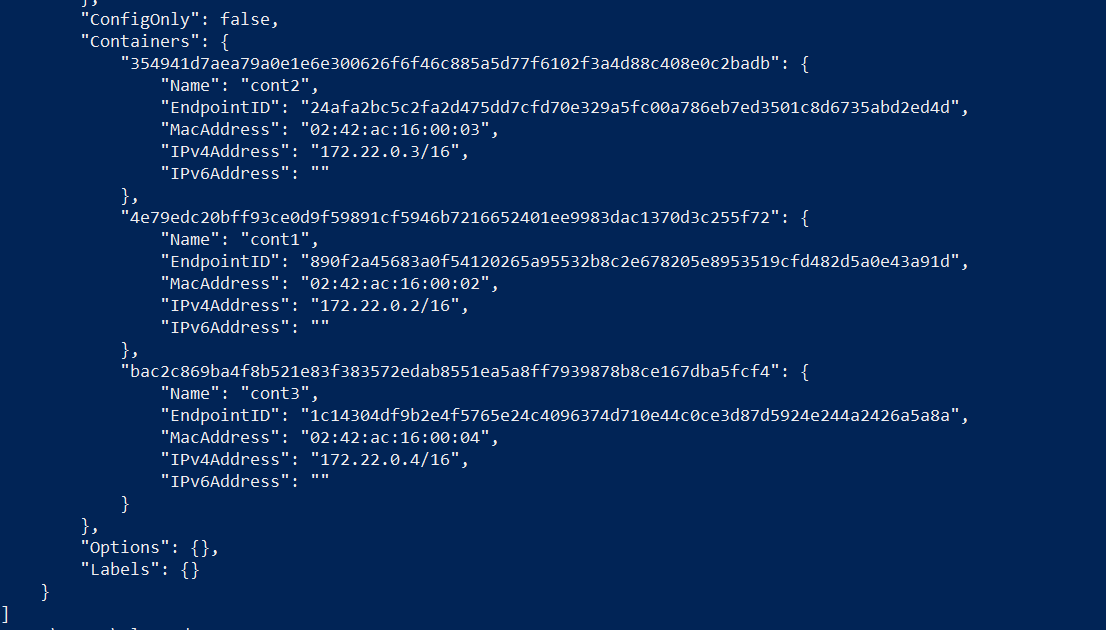 },
"ConfigOnly": false,
"Containers": {
"354941d7aea79a0e1e6e300626f6f46c885a5d77f6102f3a4d88c408e0c2badb": {
"Name": "cont2",
"EndpointID": "24afa2bc5c2fa2d475dd7cfd70e329a5fc00a786eb7ed3501c8d6735abd2ed4d",
"MacAddress": "02:42:ac:16:00:03",
"IPv4Address": "172.22.0.3/16",
"IPv6Address": ""
},
"4e79edc20bff93ce0d9f59891cf5946b7216652401ee9983dac1370d3c255f72": {
"Name": "cont1",
"EndpointID": "890f2a45683a0f54120265a95532b8c2e678205e8953519cfd482d5a0e43a91d",
"MacAddress": "02:42:ac:16:00:02",
"IPv4Address": "172.22.0.2/16",
"IPv6Address": ""
},
"bac2c869ba4f8b521e83f383572edab8551ea5a8ff7939878b8ce167dba5fcf4": {
"Name": "cont3",
"EndpointID": "1c14304df9b2e4f5765e24c4096374d710e44c0ce3d87d5924e244a2426a5a8a",
"MacAddress": "02:42:ac:16:00:04",
"IPv4Address": "172.22.0.4/16",
"IPv6Address": ""
}
},
"Options": {},
"Labels": {}
}
]